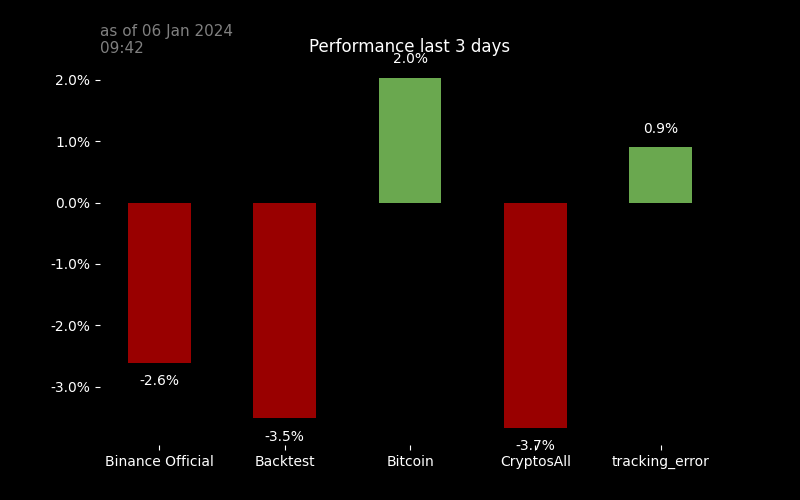 as of 06 Jan 2024
09:42
Performance last 3 days
2.0%
2.0%
1.0%
0.9%
0.0%
-1.0%
-2.0%
-3.0%
-2.6%
-3.5%
-3.7%
Binance Official
Backtest
Bitcoin
CryptosAll
tracking_error